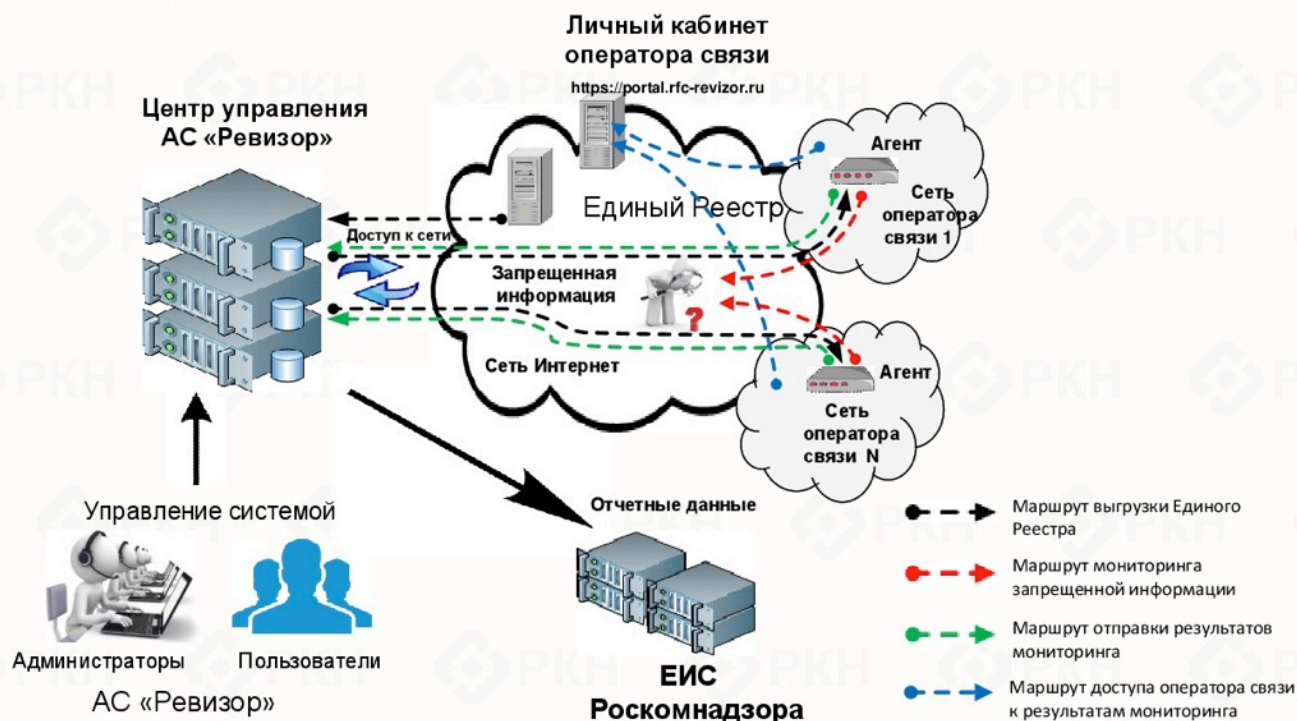 Личный кабинет
оператора связи
https://portal.rfc-revizor.ru
Центр управления
АС «Ревизор»
Агент
Сеть
оператора
связи 1
Единый Реестр
Доступ к сети
Запрещенная
информация
?
Сеть Интернет
Агент
Сеть
оператора
связи N
Управление системой
Администраторы
Пользователи
АС «Ревизор»
Отчетные данные
ЕИС
Роскомнадзора
Маршрут выгрузки Единого
Реестра
Маршрут мониторинга
запрещенной информации
Маршрут отправки результатов
мониторинга
Маршрут доступа оператора связи
к результатам мониторинга
РКН